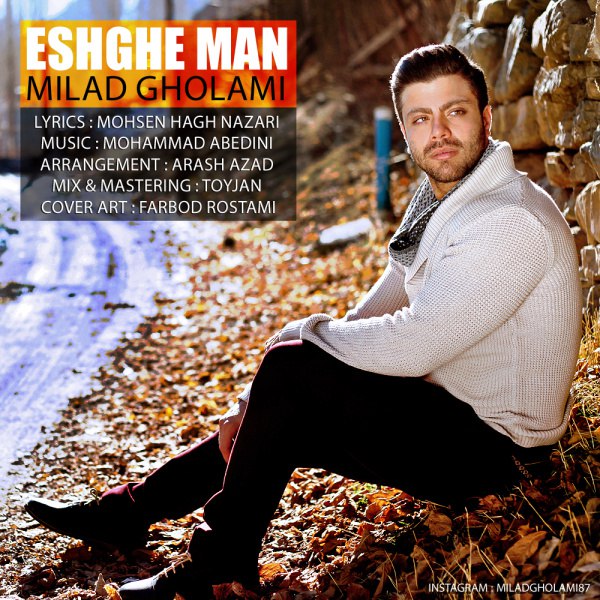 ESHGHE MAN
MILAD GHOLAMI
LYRICS : MOHSEN HAGH NAZARI
MUSIC : MOHAMMAD ABEDINI
ARRANGEMENT : ARASH AZAD
MIX & MASTERING : TOYJAN
COVER ART : FARBOD ROSTAMI
INSTAGRAM : MILADGHOLAMI87